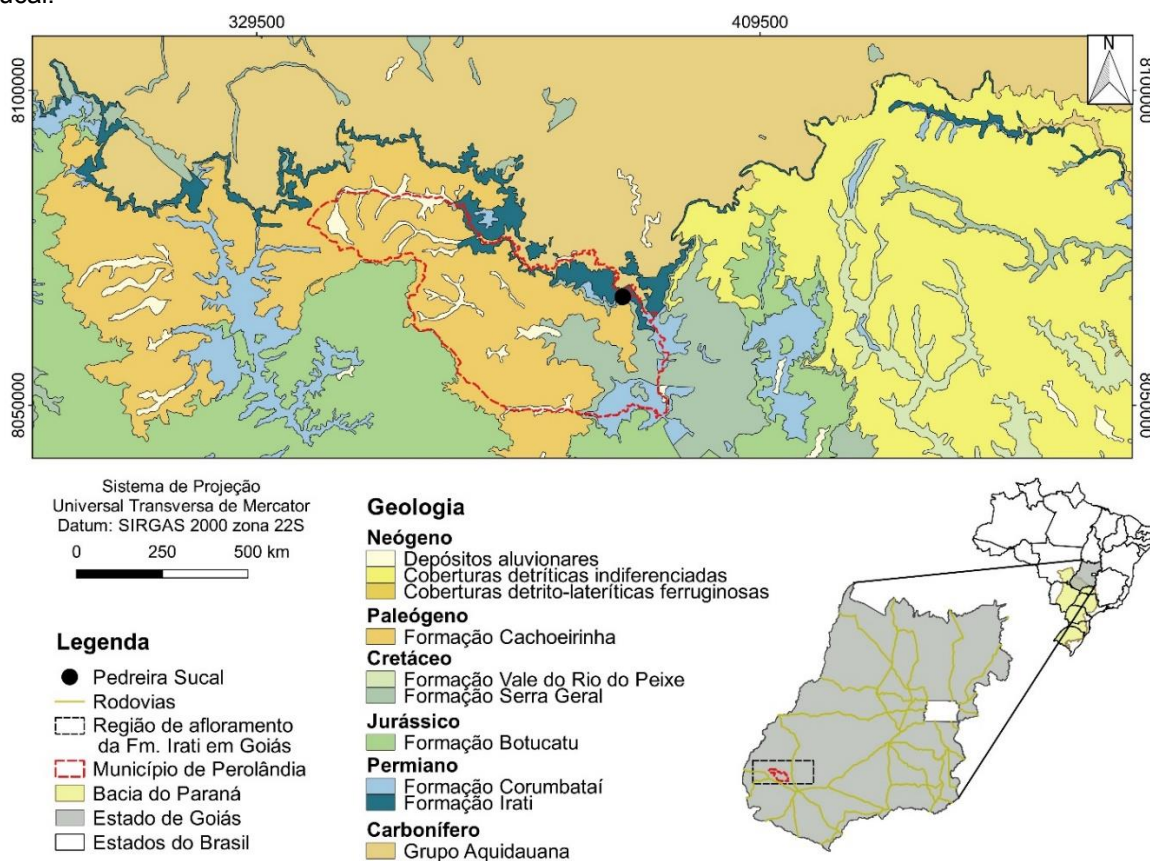 ucal.
329500
409500
N
8100000
8100000
8050000
8050000
Sistema de Projeção
Universal Transversa de Mercator
Datum: SIRGAS 2000 zona 22S
0 250 500 km
Legenda
Pedreira Sucal
Rodovias
Região de afloramento
da Fm. Irati em Goiás
Município de Perolândia
Bacia do Paraná
Estado de Goiás
Estados do Brasil
Geologia
Neógeno
Depósitos aluvionares
Coberturas detríticas indiferenciadas
Coberturas detrito-lateríticas ferruginosas
Paleógeno
Formação Cachoeirinha
Cretáceo
Formação Vale do Rio do Peixe
Formação Serra Geral
Jurássico
Formação Botucatu
Permiano
Formação Corumbataí
Formação Irati
Carbonífero
Grupo Aquidauana